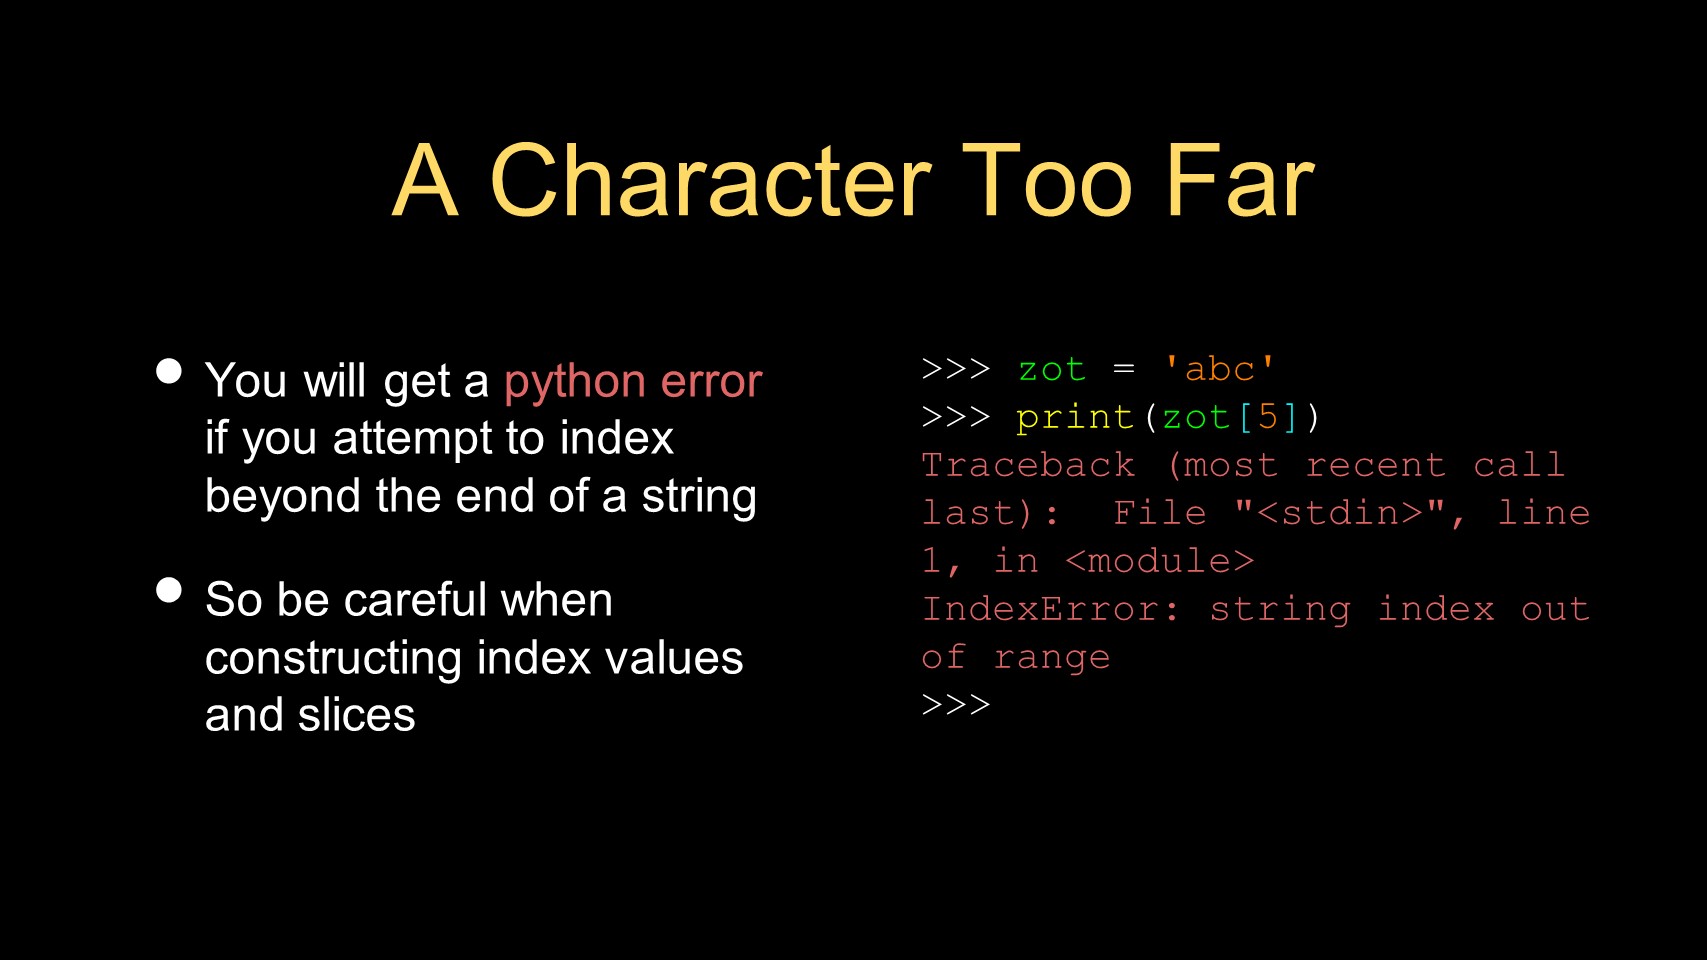 A Character Too Far
• You will get a python error
if you attempt to index
beyond the end of a string
• So be careful when
constructing index values
and slices
>>> zot = 'abc'
>>> print(zot[5])
Traceback (most recent call
last):  File "<stdin>", line
1, in <module>
IndexError: string index out
of range
>>>